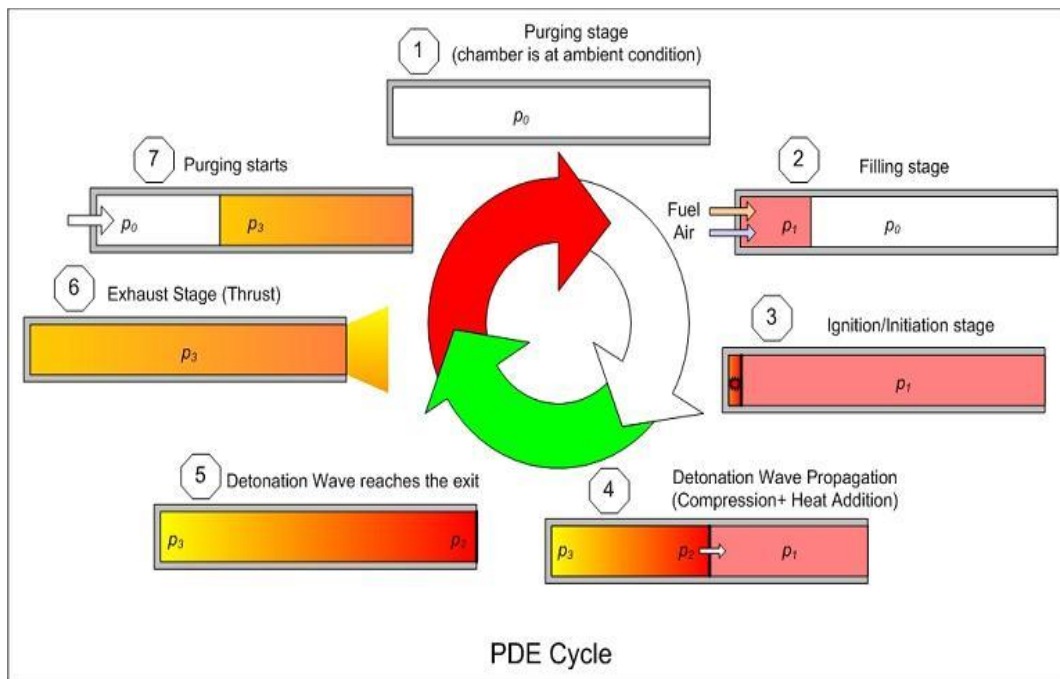 1
Purging stage
(chamber is at ambient condition)
p₀
2
Filling stage
Fuel
Air
p₁
p₀
3
Ignition/Initiation stage
p₁
4
Detonation Wave Propagation
(Compression+ Heat Addition)
p₃
p₂
p₁
5
Detonation Wave reaches the exit
p₃
p₂
6
Exhaust Stage (Thrust)
p₃
7
Purging starts
p₀
p₃
PDE Cycle